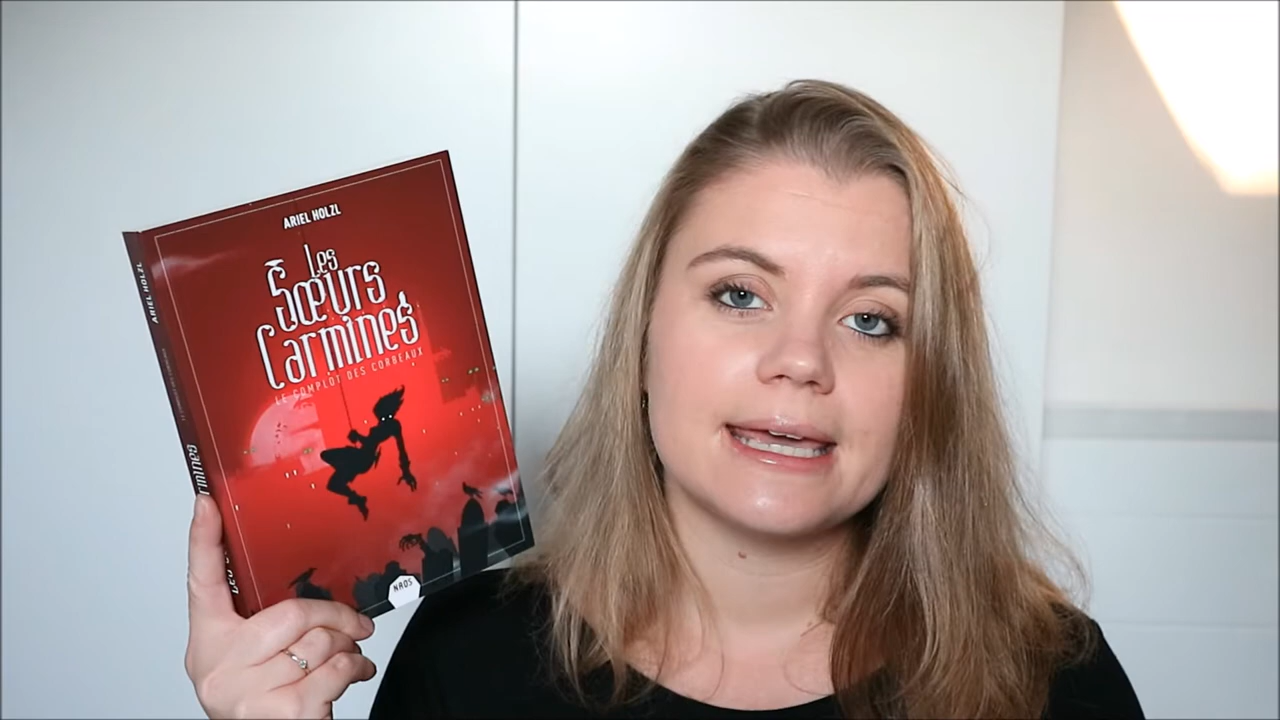 ARIEL HOLZL
Les
Sœurs
Carmines
LE COMPLOT DES CORBEAUX
NAOS
ARIEL HOLZL